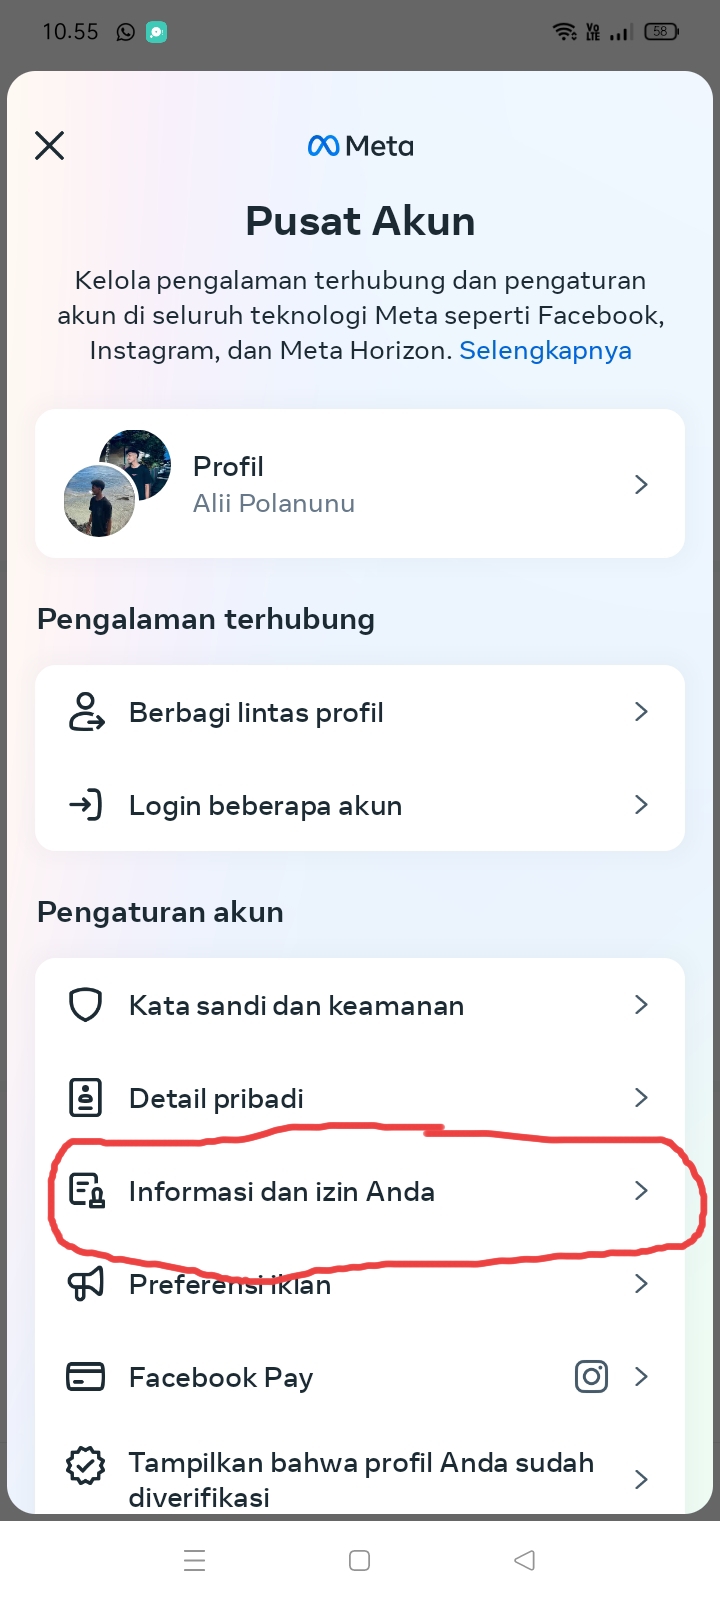 10.55
Vo
LTE
58
Meta
Pusat Akun
Kelola pengalaman terhubung dan pengaturan
akun di seluruh teknologi Meta seperti Facebook,
Instagram, dan Meta Horizon. Selengkapnya
Profil
Alii Polanunu
Pengalaman terhubung
Berbagi lintas profil
Login beberapa akun
Pengaturan akun
Kata sandi dan keamanan
Detail pribadi
Informasi dan izin Anda
Preferensi iklan
Facebook Pay
Tampilkan bahwa profil Anda sudah
diverifikasi